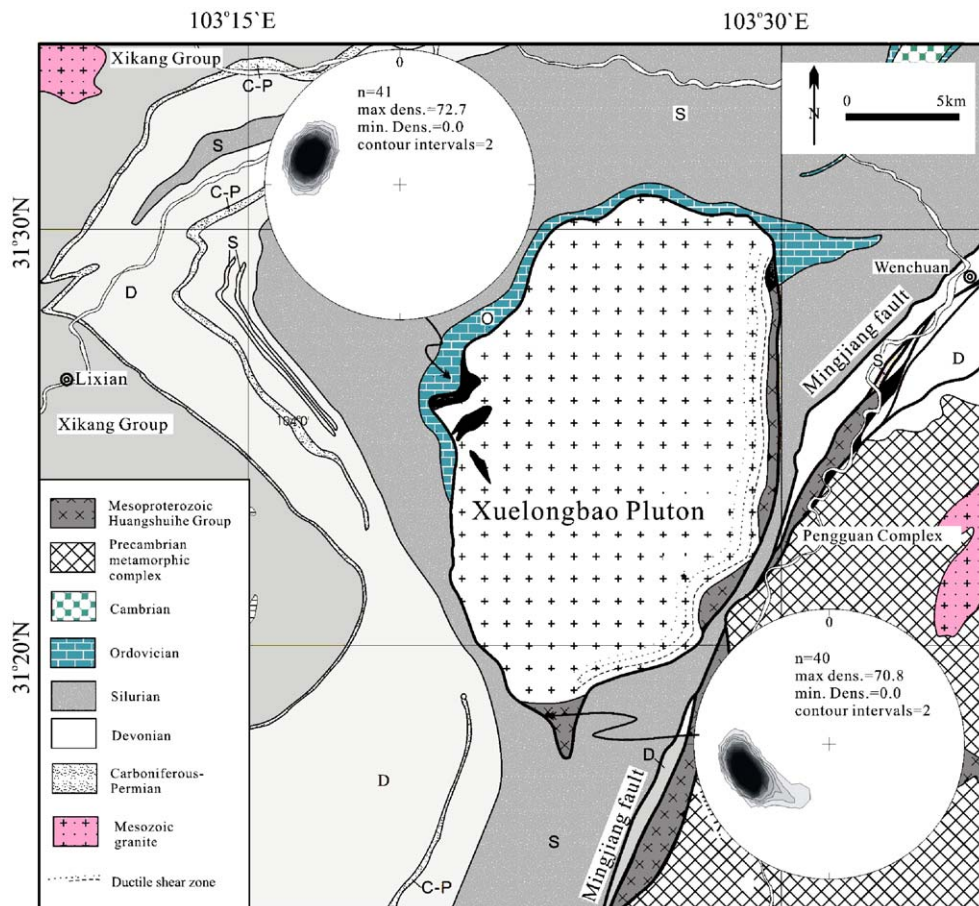 103°15`E
103°30`E
Xikang Group
C-P
0
n=41
max dens.=72.7
min. Dens.=0.0
contour intervals=2
S
N
0
5km
S
C-P
31°30'N
S
D
O
Wenchuan
Mingjiang fault
S
D
Lixian
Xikang Group
104°0`
Mesoproterozoic
Huangshuihe Group
Precambrian
metamorphic
complex
Cambrian
Ordovician
Silurian
Devonian
Carboniferous-
Permian
Mesozoic
granite
Ductile shear zone
Xuelongbao Pluton
Pengguan Complex
31°20'N
0
n=40
max dens.=70.8
min. Dens.=0.0
contour intervals=2
D
D
S
Mingjiang fault
C-P